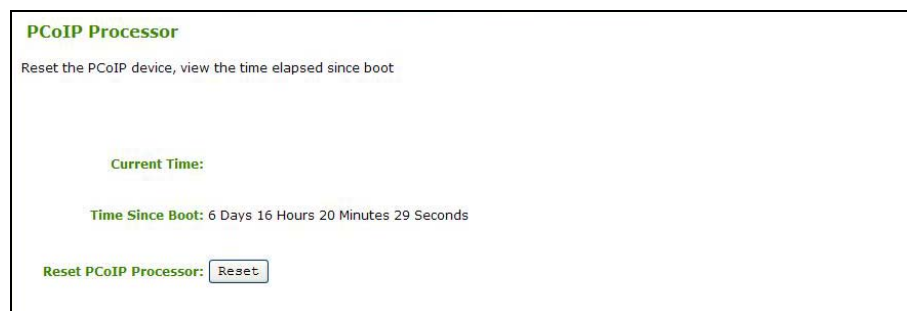 PCoIP Processor
Reset the PCoIP device, view the time elapsed since boot
Current Time:
Time Since Boot: 6 Days 16 Hours 20 Minutes 29 Seconds
Reset PCoIP Processor: Reset